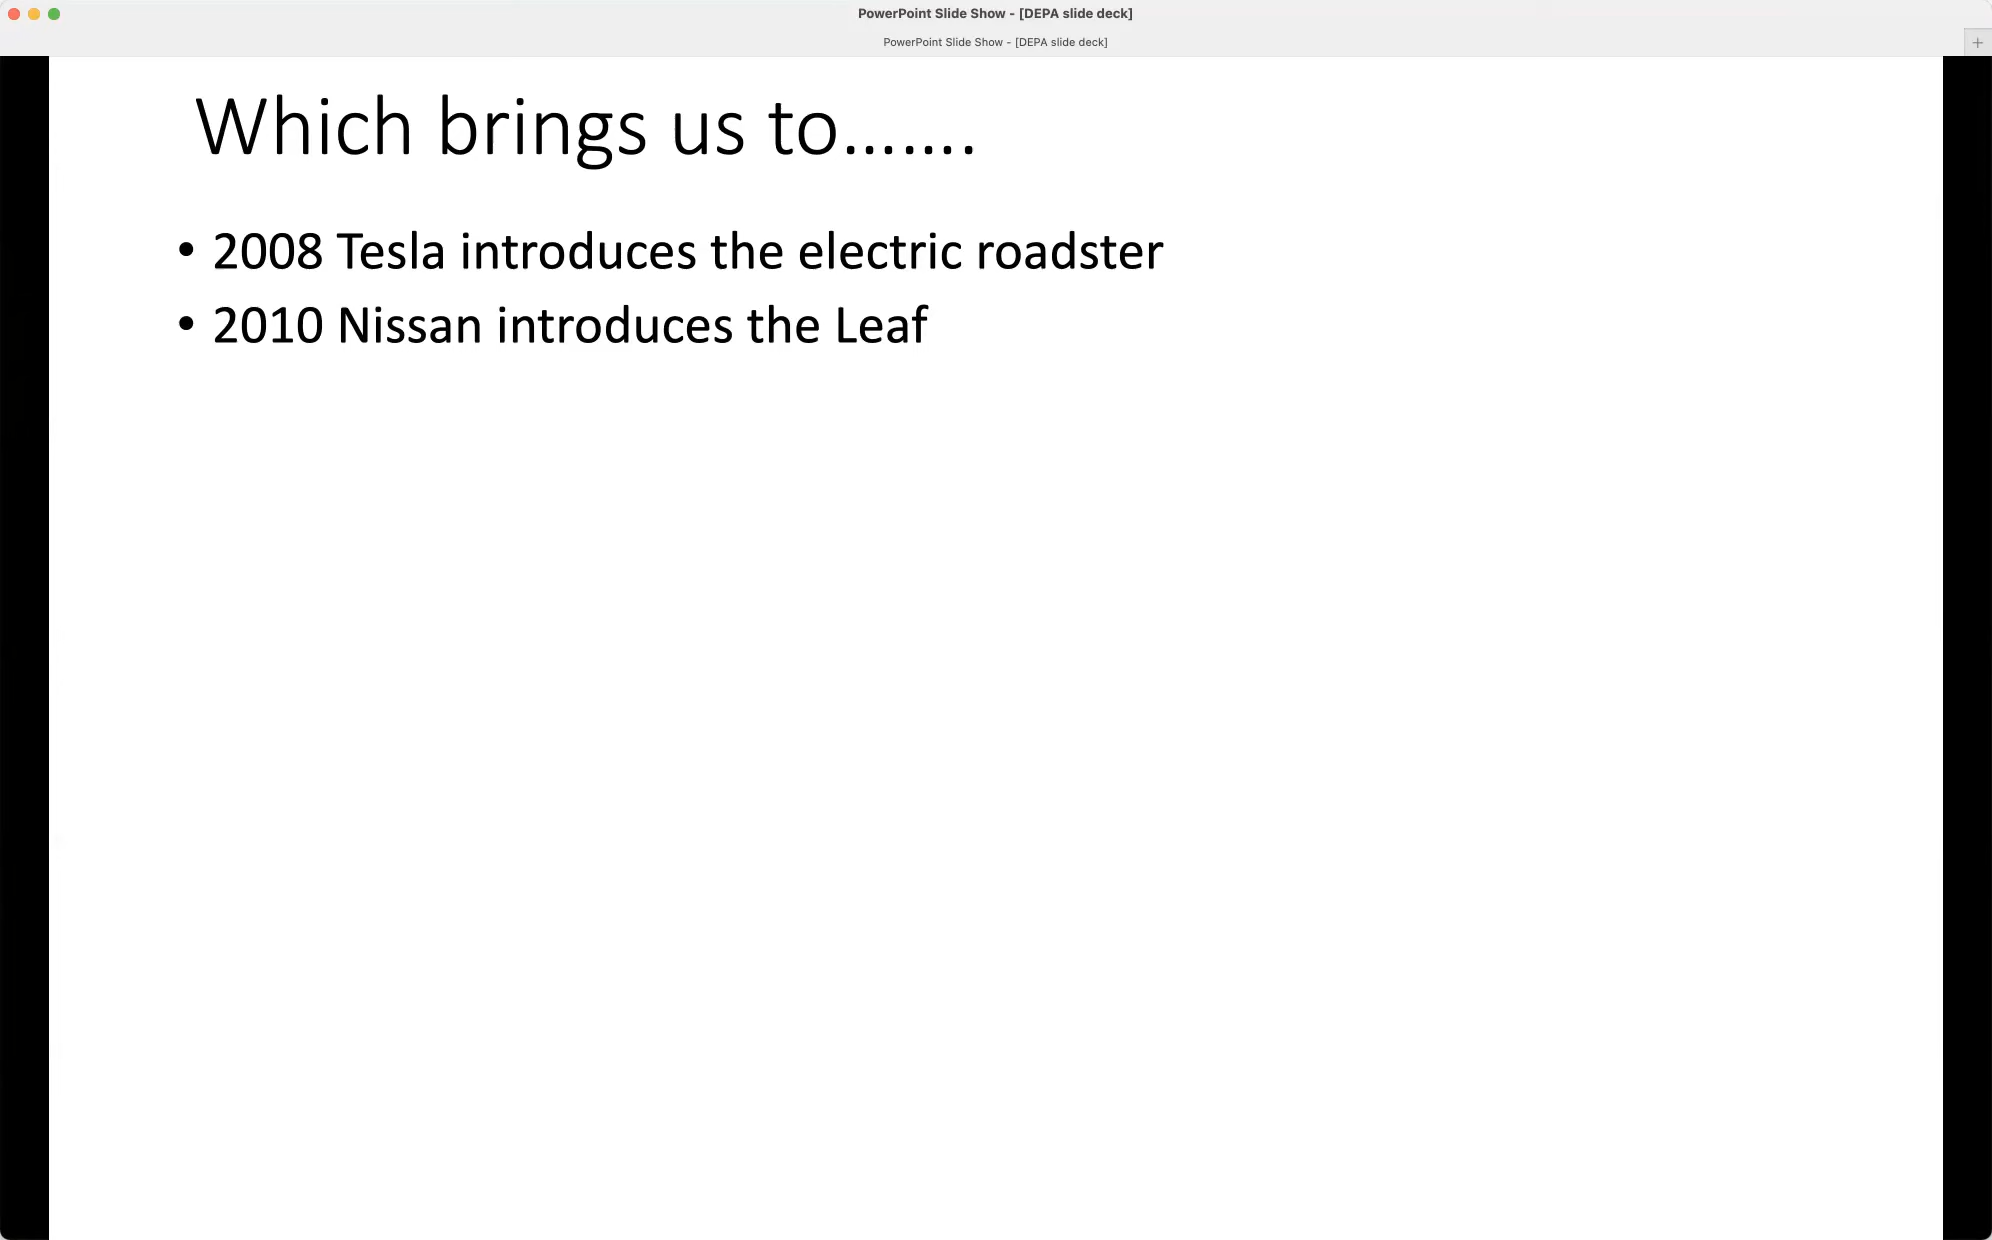 PowerPoint Slide Show - [DEPA slide deck]
PowerPoint Slide Show - [DEPA slide deck]
Which brings us to.......
• 2008 Tesla introduces the electric roadster
• 2010 Nissan introduces the Leaf